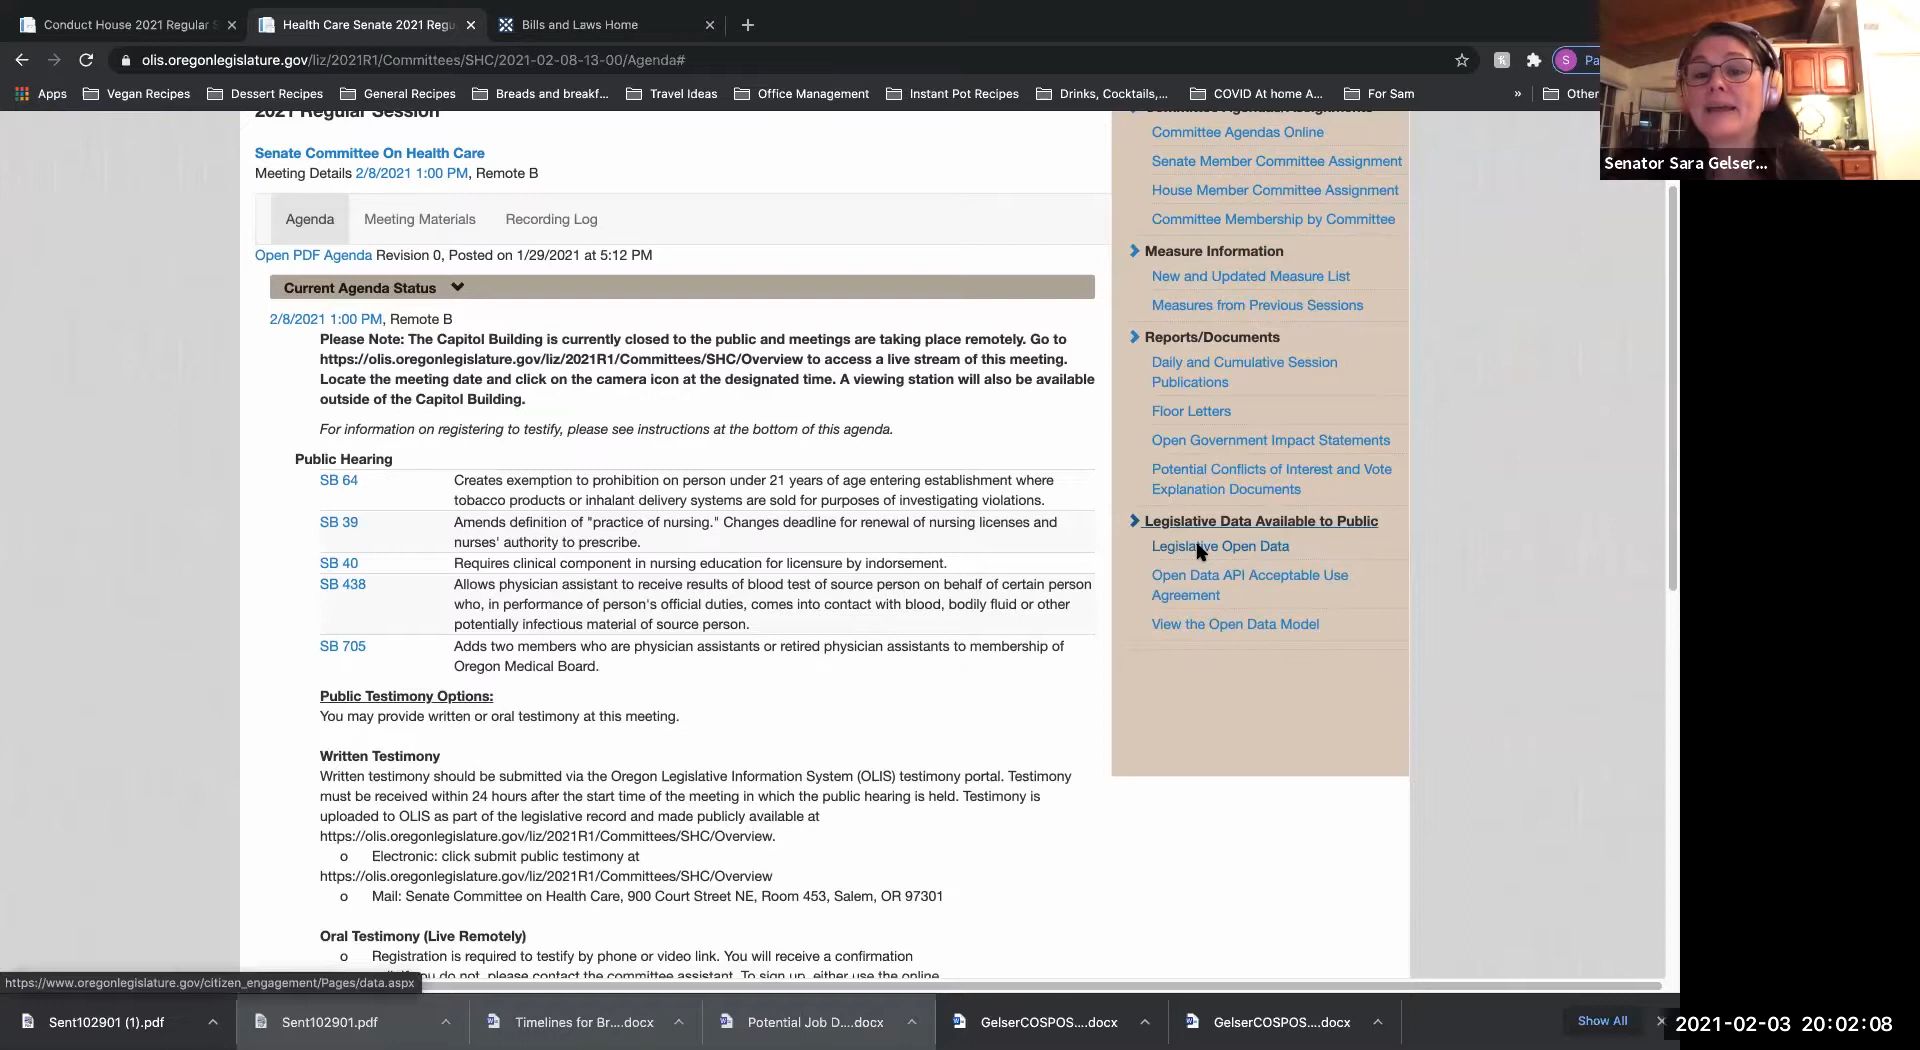 Conduct House 2021 Regular S
Health Care Senate 2021 Regu
Bills and Laws Home
olis.oregonlegislature.gov/liz/2021R1/Committees/SHC/2021-02-08-13-00/Agenda#
S Pa
Apps
Vegan Recipes
Dessert Recipes
General Recipes
Breads and breakf...
Travel Ideas
Office Management
Instant Pot Recipes
Drinks, Cocktails,...
COVID At home A...
For Sam
»
Other
Senator Sara Gelser...
2021 Regular Session
Senate Committee On Health Care
Meeting Details 2/8/2021 1:00 PM, Remote B
Agenda
Meeting Materials
Recording Log
Open PDF Agenda Revision 0, Posted on 1/29/2021 at 5:12 PM
Current Agenda Status
2/8/2021 1:00 PM, Remote B
Please Note: The Capitol Building is currently closed to the public and meetings are taking place remotely. Go to
https://olis.oregonlegislature.gov/liz/2021R1/Committees/SHC/Overview to access a live stream of this meeting.
Locate the meeting date and click on the camera icon at the designated time. A viewing station will also be available
outside of the Capitol Building.
For information on registering to testify, please see instructions at the bottom of this agenda.
Public Hearing
SB 64 Creates exemption to prohibition on person under 21 years of age entering establishment where
tobacco products or inhalant delivery systems are sold for purposes of investigating violations.
SB 39 Amends definition of "practice of nursing." Changes deadline for renewal of nursing licenses and
nurses' authority to prescribe.
SB 40 Requires clinical component in nursing education for licensure by indorsement.
SB 438 Allows physician assistant to receive results of blood test of source person on behalf of certain person
who, in performance of person's official duties, comes into contact with blood, bodily fluid or other
potentially infectious material of source person.
SB 705 Adds two members who are physician assistants or retired physician assistants to membership of
Oregon Medical Board.
Public Testimony Options:
You may provide written or oral testimony at this meeting.
Written Testimony
Written testimony should be submitted via the Oregon Legislative Information System (OLIS) testimony portal. Testimony
must be received within 24 hours after the start time of the meeting in which the public hearing is held. Testimony is
uploaded to OLIS as part of the legislative record and made publicly available at
https://olis.oregonlegislature.gov/liz/2021R1/Committees/SHC/Overview.
o Electronic: click submit public testimony at
https://olis.oregonlegislature.gov/liz/2021R1/Committees/SHC/Overview
o Mail: Senate Committee on Health Care, 900 Court Street NE, Room 453, Salem, OR 97301
Oral Testimony (Live Remotely)
o Registration is required to testify by phone or video link. You will receive a confirmation
you do not, please contact the committee assistant. To sign up, either use the online
Committee Agendas/Assignments
Committee Agendas Online
Senate Member Committee Assignment
House Member Committee Assignment
Committee Membership by Committee
Measure Information
New and Updated Measure List
Measures from Previous Sessions
Reports/Documents
Daily and Cumulative Session
Publications
Floor Letters
Open Government Impact Statements
Potential Conflicts of Interest and Vote
Explanation Documents
Legislative Data Available to Public
Legislative Open Data
Open Data API Acceptable Use
Agreement
View the Open Data Model
https://www.oregonlegislature.gov/citizen_engagement/Pages/data.aspx
Sent102901 (1).pdf
Sent102901.pdf
Timelines for Br....docx
Potential Job D....docx
GelserCOSPOS....docx
GelserCOSPOS....docx
Show All
2021-02-03 20:02:08